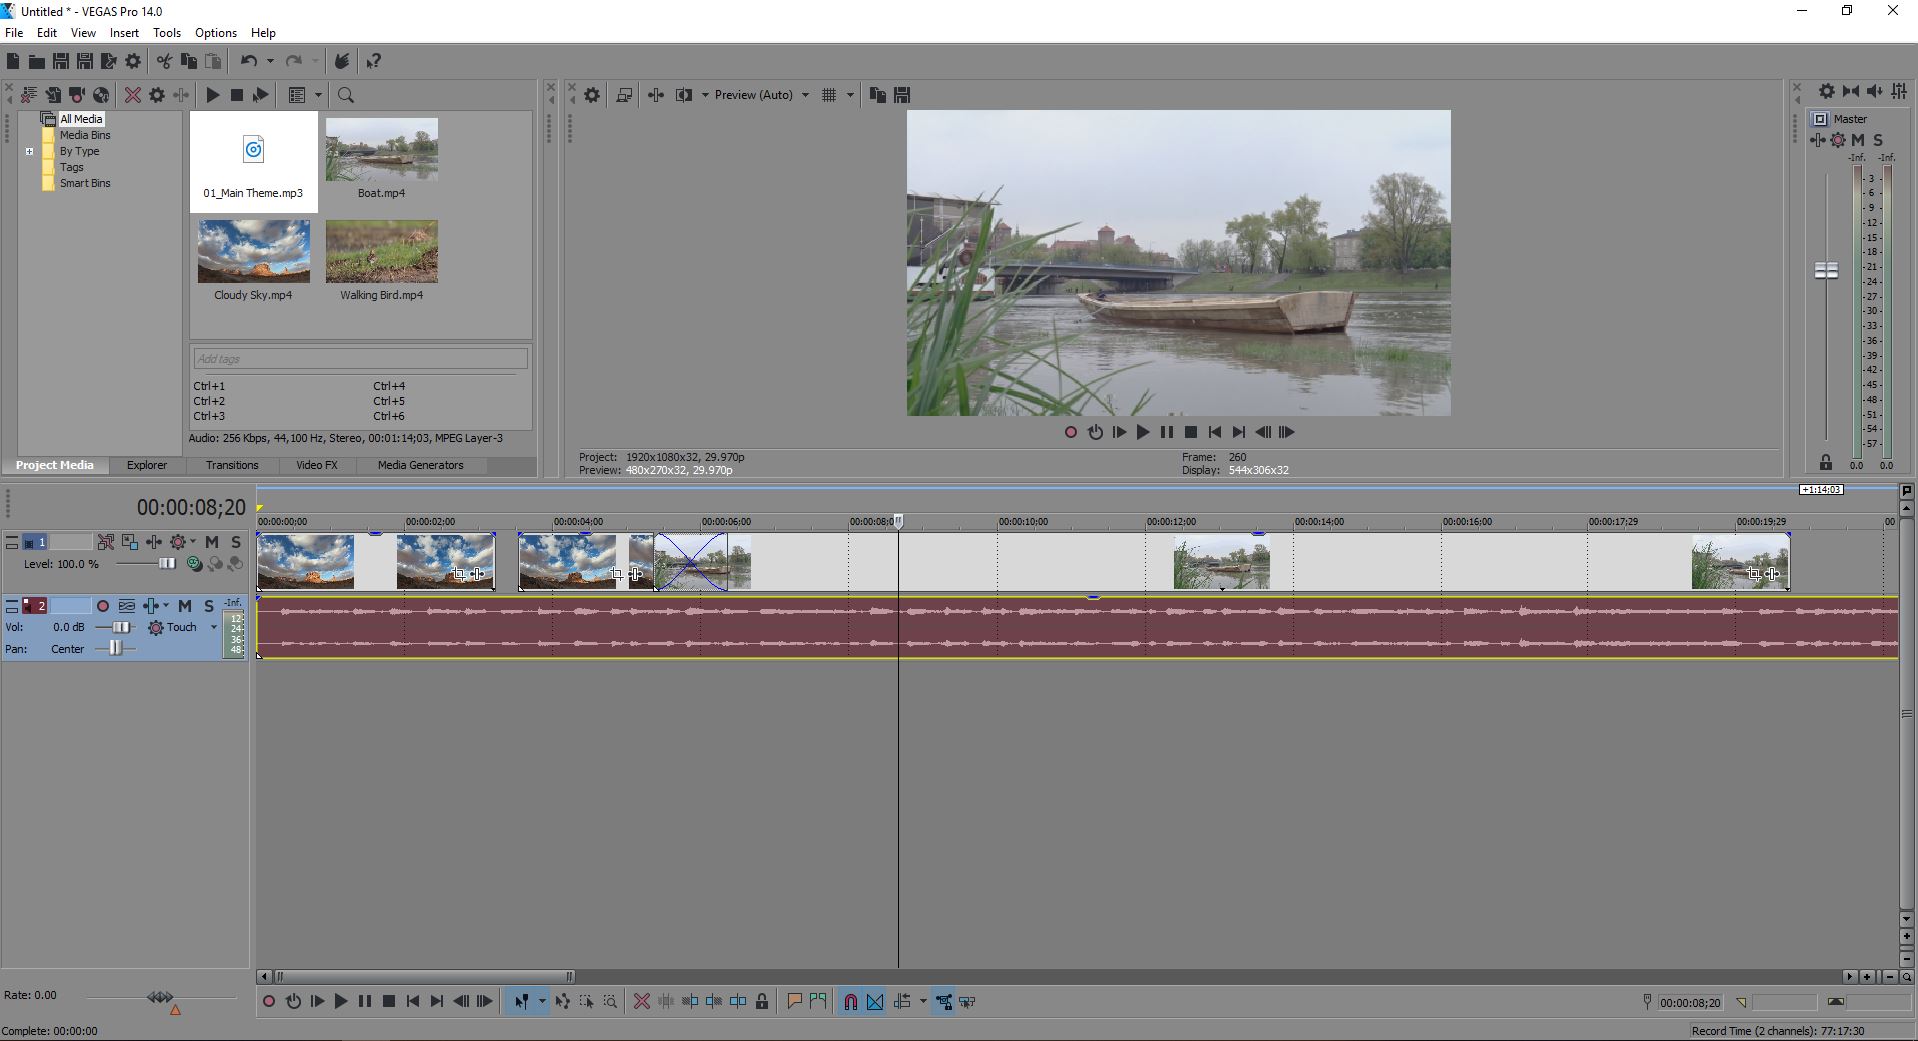 Untitled * - VEGAS Pro 14.0
File Edit View Insert Tools Options Help
Preview (Auto)
All Media
Media Bins
By Type
Tags
Smart Bins
01_Main Theme.mp3
Boat.mp4
Cloudy Sky.mp4
Walking Bird.mp4
Add tags
Ctrl+1 Ctrl+4
Ctrl+2 Ctrl+5
Ctrl+3 Ctrl+6
Audio: 256 Kbps, 44,100 Hz, Stereo, 00:01:14;03, MPEG Layer-3
Project Media Explorer Transitions Video FX Media Generators
Project: 1920x1080x32, 29.970p Frame: 260
Preview: 480x270x32, 29.970p Display: 544x306x32
Master
M S
-Inf. -Inf.
- 3 -
- 6 -
- 9 -
-12-
-15-
-18-
-21-
-24-
-27-
-30-
-33-
-36-
-39-
-42-
-45-
-48-
-51-
-54-
-57-
0.0 0.0
00:00:08;20
+1:14;03
00:00:00;00 00:00:02;00 00:00:04;00 00:00:06;00 00:00:08;0 00:00:10;00 00:00:12;00 00:00:14;00 00:00:16;00 00:00:17;29 00:00:19;29 00
1 M S
Level: 100.0 %
2 M S -Inf.
Vol: 0.0 dB Touch
Pan: Center
12
24
36
48
Rate: 0.00
00:00:08;20
Complete: 00:00:00
Record Time (2 channels): 77:17:30